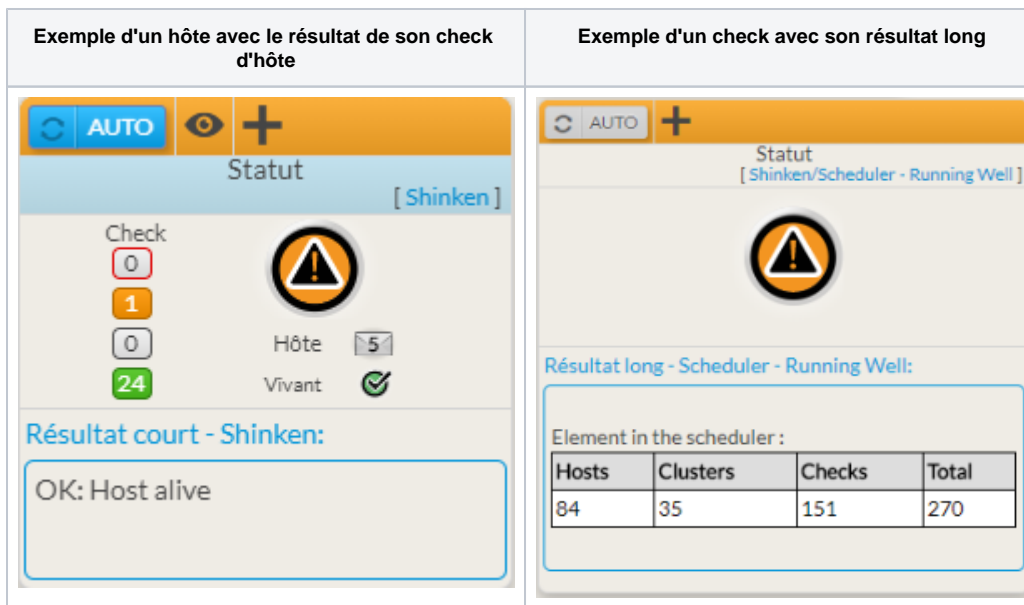 Exemple d'un hôte avec le résultat de son check
d'hôte
Exemple d'un check avec son résultat long
AUTO
Statut
[ Shinken ]
Check
0
1
0
24
Hôte 5
Vivant
Résultat court - Shinken:
OK: Host alive
AUTO
Statut
[ Shinken/Scheduler - Running Well ]
Résultat long - Scheduler - Running Well:
Element in the scheduler :
Hosts Clusters Checks Total
84 35 151 270